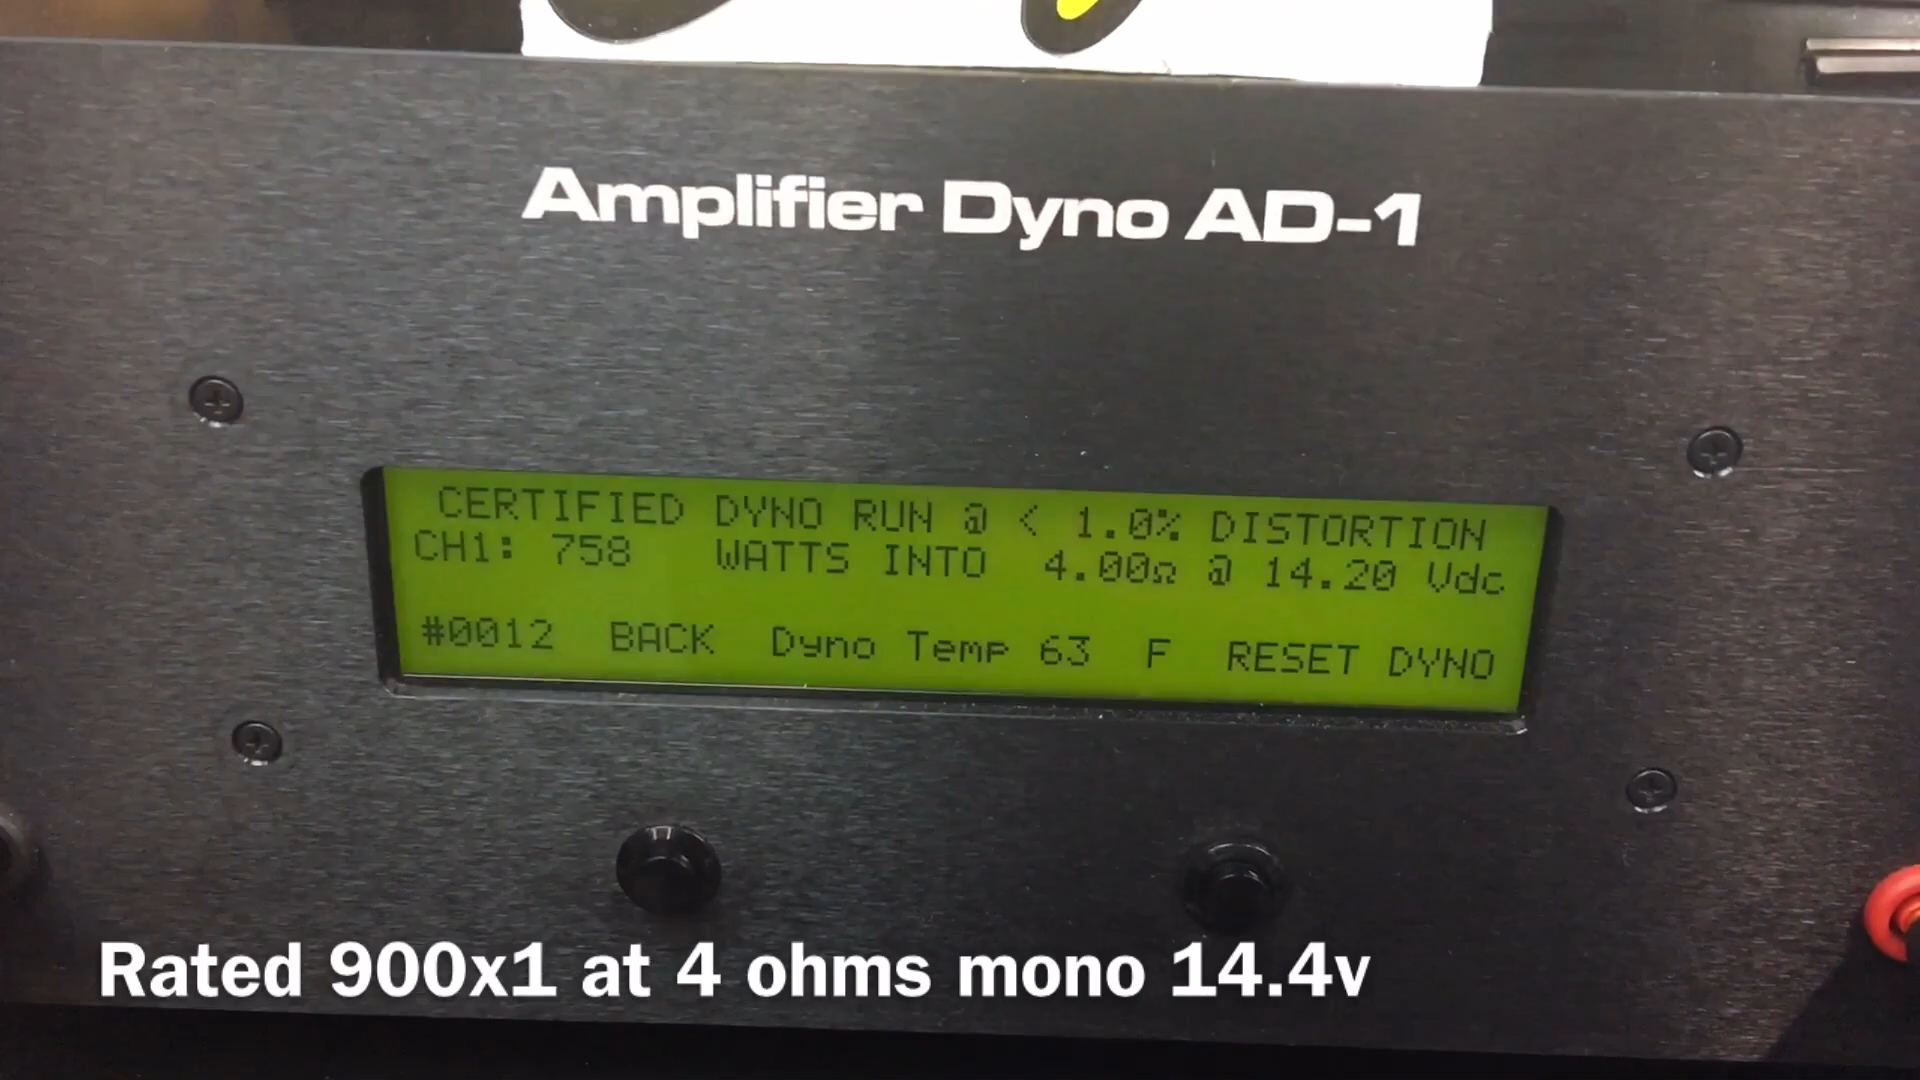 Amplifier Dyno AD-1
CERTIFIED DYNO RUN @ < 1.0% DISTORTION
CH1: 758 WATTS INTO 4.00Ω @ 14.20 Vdc
#0012 BACK Dyno Temp 63 F RESET DYNO
Rated 900x1 at 4 ohms mono 14.4v